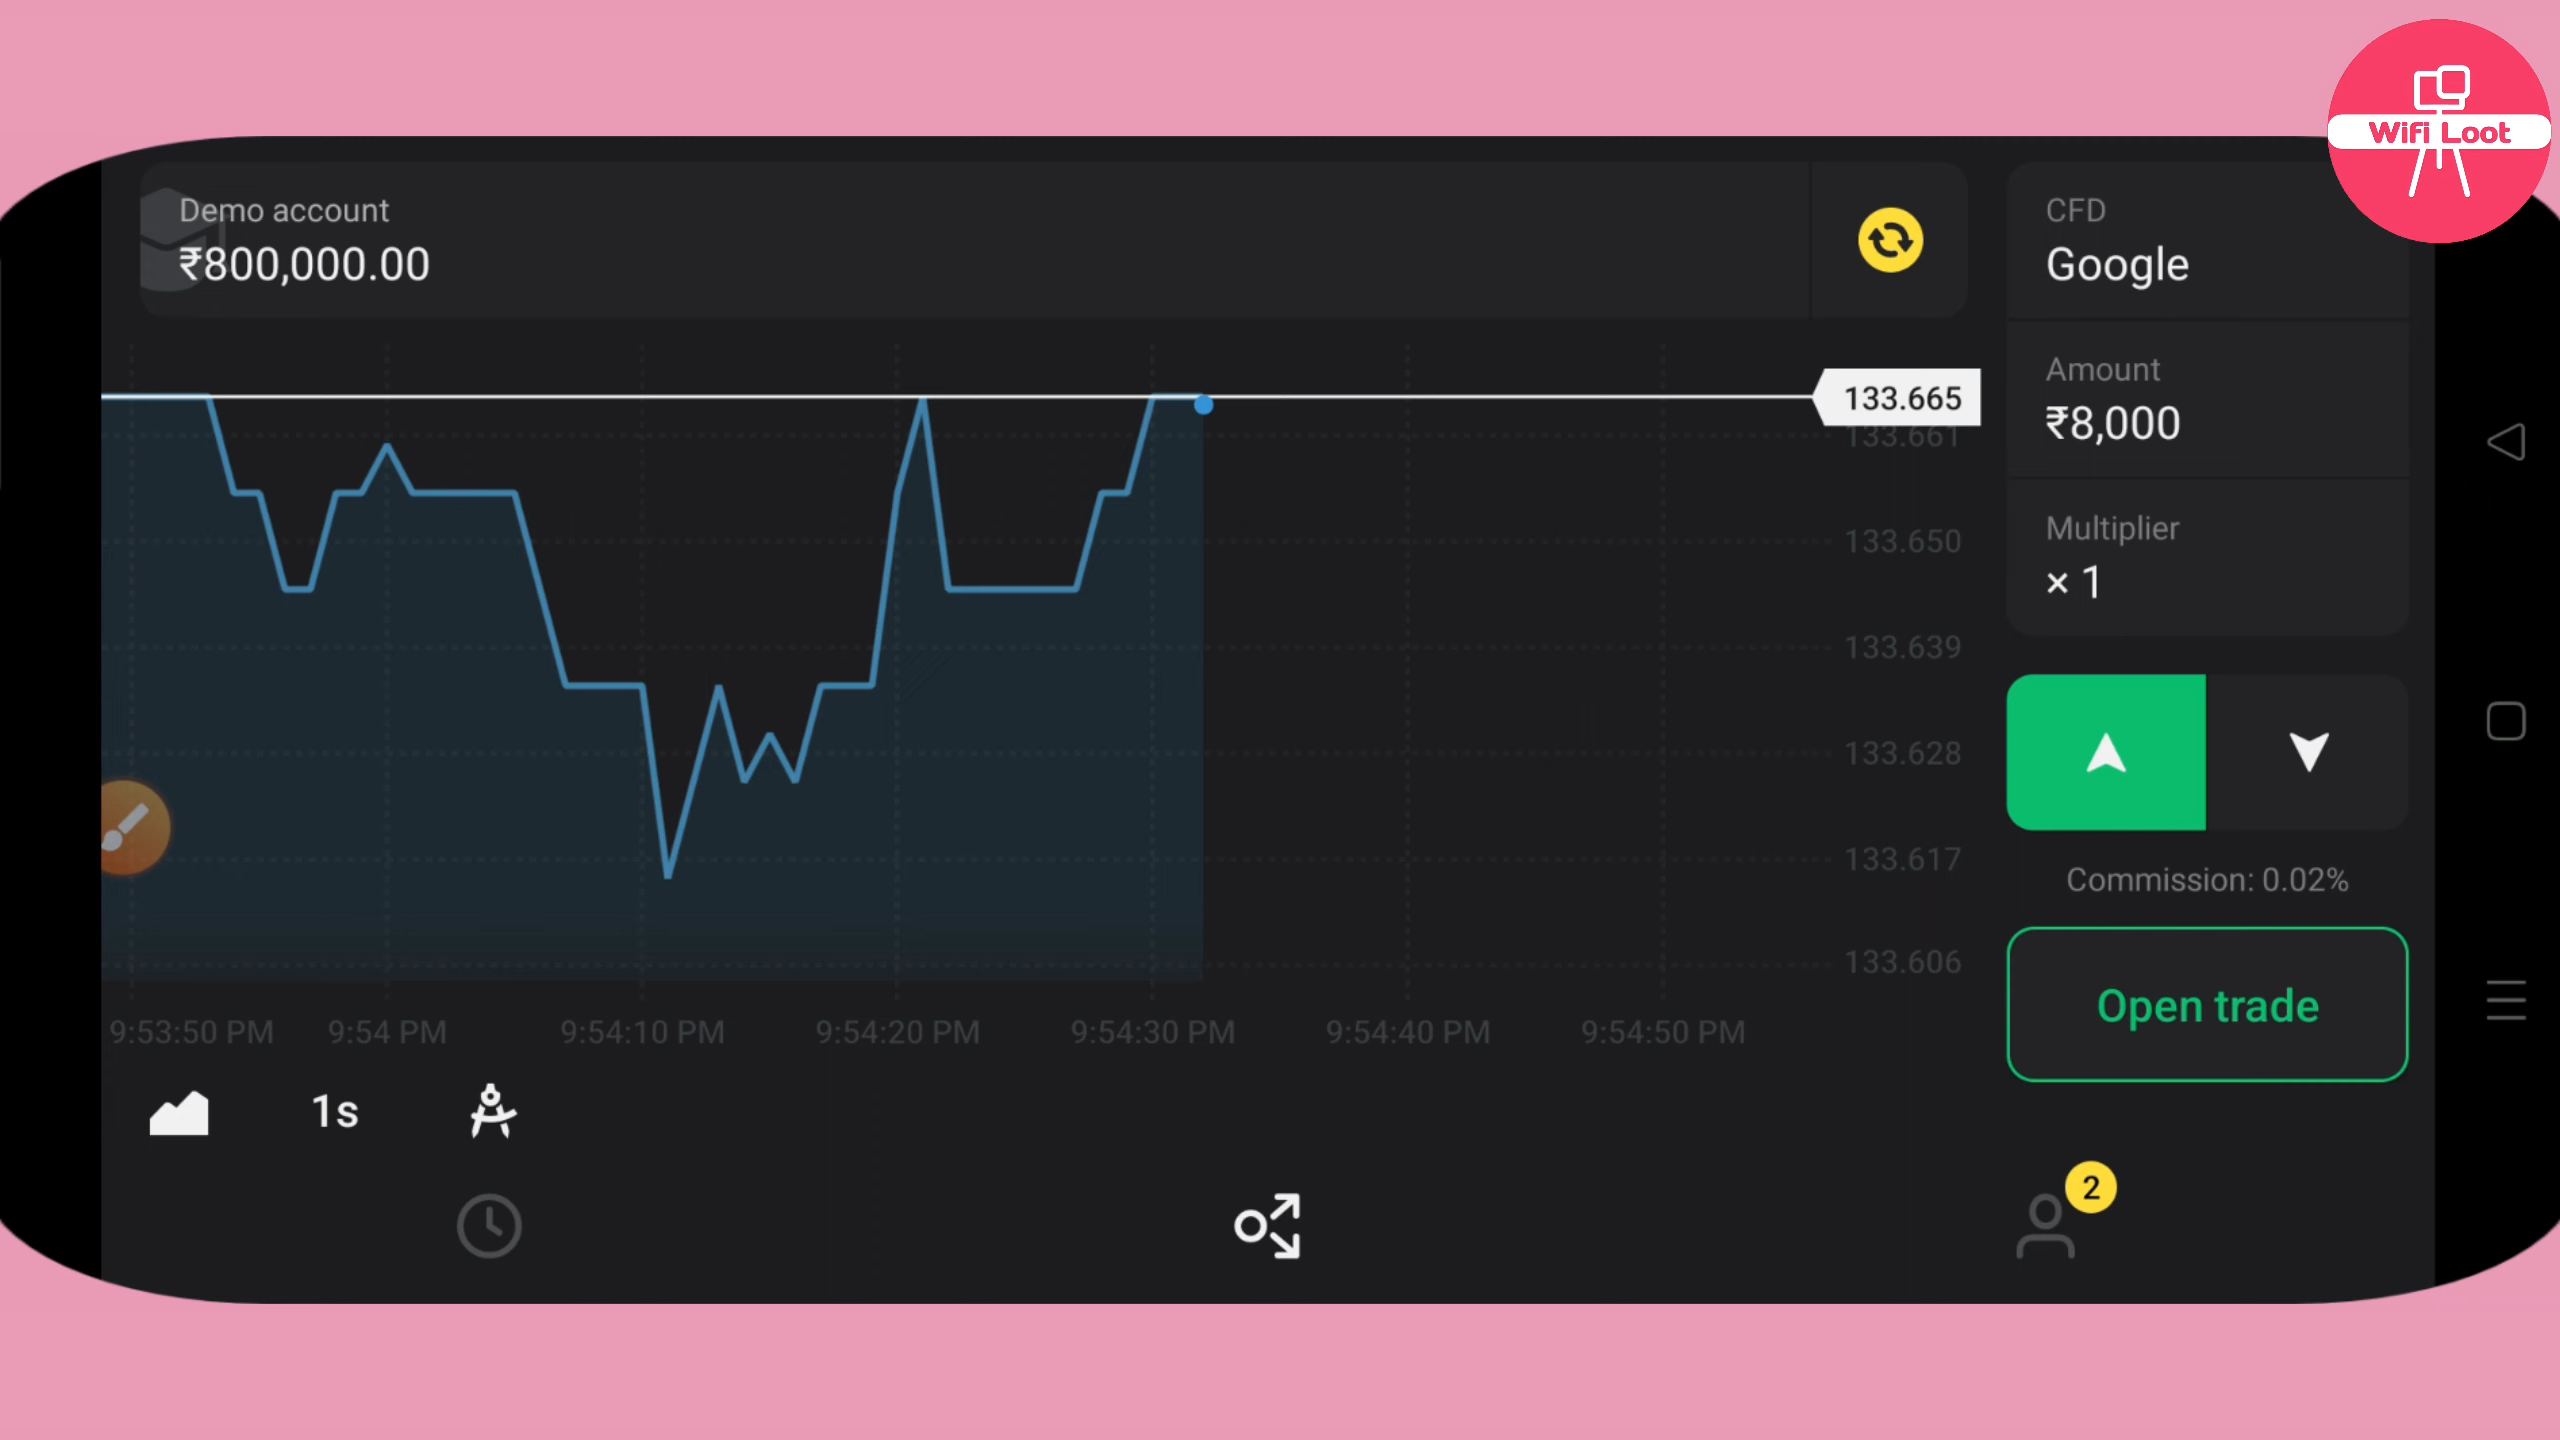 WiFi Loot
Demo account
₹800,000.00
CFD
Google
Amount
₹8,000
Multiplier
× 1
133.665
133.661
133.650
133.639
133.628
133.617
133.606
9:53:50 PM
9:54 PM
9:54:10 PM
9:54:20 PM
9:54:30 PM
9:54:40 PM
9:54:50 PM
Commission: 0.02%
Open trade
1s
2